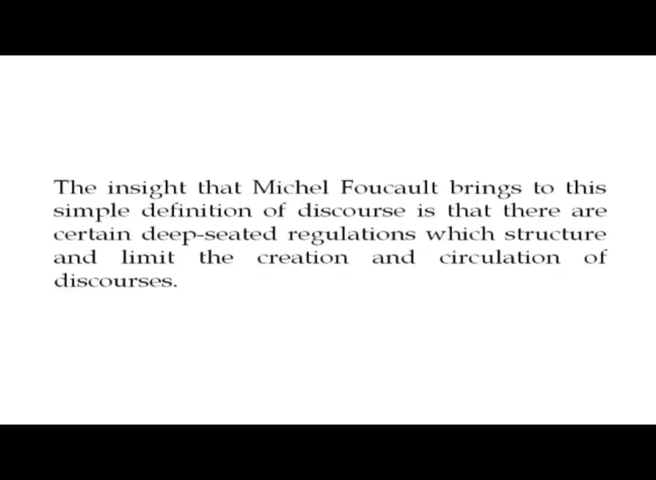 The insight that Michel Foucault brings to this
simple definition of discourse is that there are
certain deep-seated regulations which structure
and limit the creation and circulation of
discourses.